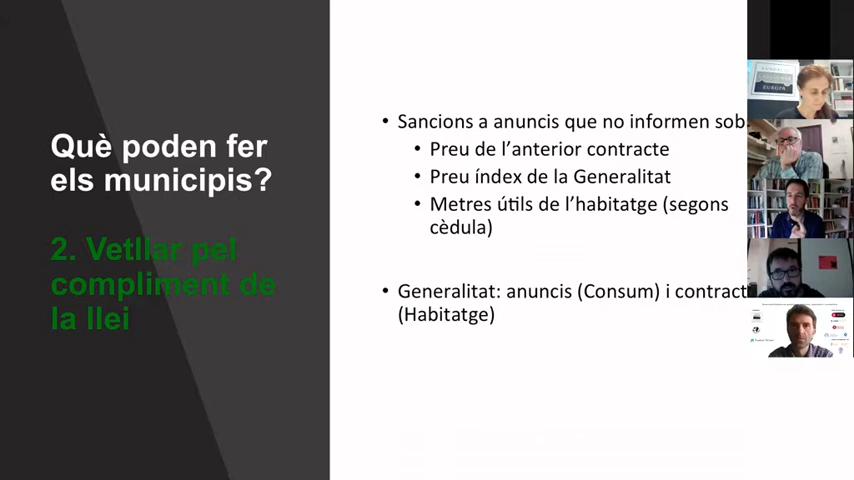 Què poden fer
els municipis?
2. Vetllar pel
compliment de
la llei
• Sancions a anuncis que no informen sob
• Preu de l'anterior contracte
• Preu índex de la Generalitat
• Metres útils de l'habitatge (segons
cèdula)
• Generalitat: anuncis (Consum) i contract
(Habitatge)
EUROPA